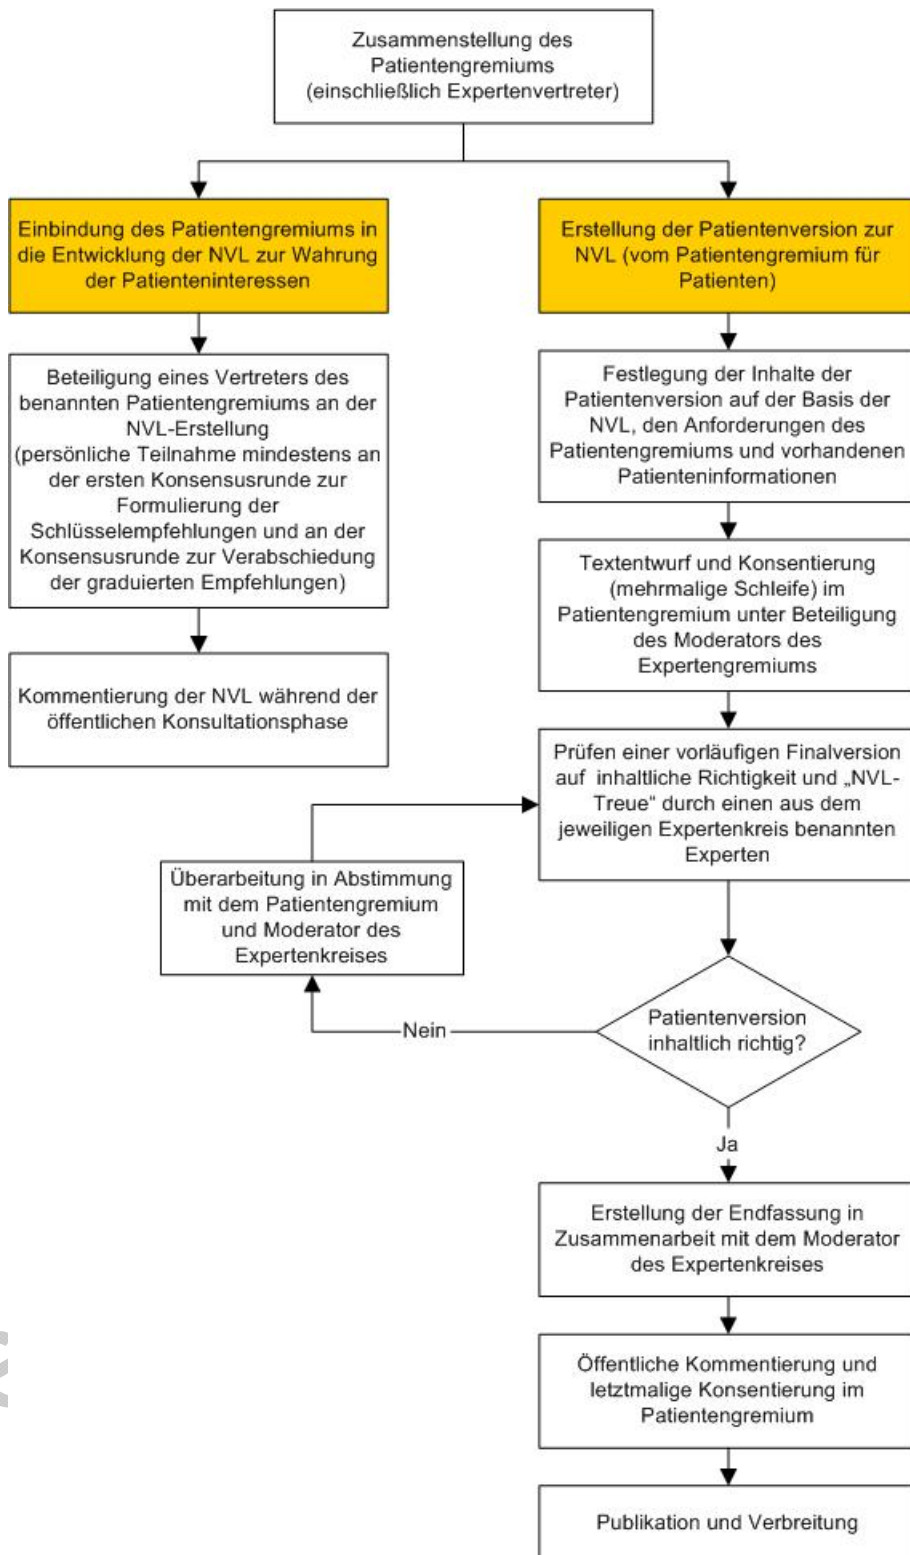 Zusammenstellung des
Patientengremiums
(einschließlich Expertenvertreter)
Einbindung des Patientengremiums in
die Entwicklung der NVL zur Wahrung
der Patienteninteressen
Beteiligung eines Vertreters des
benannten Patientengremiums an der
NVL-Erstellung
(persönliche Teilnahme mindestens an
der ersten Konsensusrunde zur
Formulierung der
Schlüsselempfehlungen und an der
Konsensusrunde zur Verabschiedung
der graduierten Empfehlungen)
Kommentierung der NVL während der
öffentlichen Konsultationsphase
Erstellung der Patientenversion zur
NVL (vom Patientengremium für
Patienten)
Festlegung der Inhalte der
Patientenversion auf der Basis der
NVL, den Anforderungen des
Patientengremiums und vorhandenen
Patienteninformationen
Textentwurf und Konsentierung
(mehrmalige Schleife) im
Patientengremium unter Beteiligung
des Moderators des
Expertengremiums
Prüfen einer vorläufigen Finalversion
auf inhaltliche Richtigkeit und „NVL-
Treue“ durch einen aus dem
jeweiligen Expertenkreis benannten
Experten
Überarbeitung in Abstimmung
mit dem Patientengremium
und Moderator des
Expertenkreises
Patientenversion
inhaltlich richtig?
Nein
Ja
Erstellung der Endfassung in
Zusammenarbeit mit dem Moderator
des Expertenkreises
Öffentliche Kommentierung und
letztmalige Konsentierung im
Patientengremium
Publikation und Verbreitung